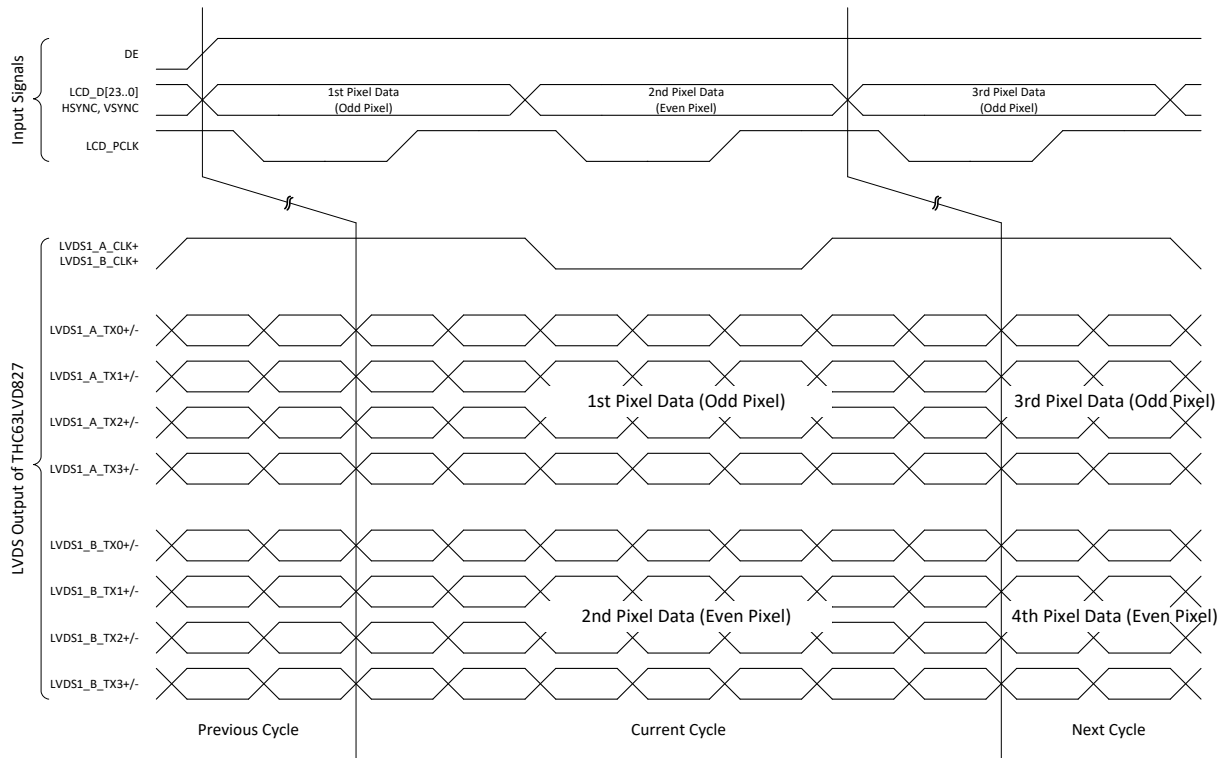 Input Signals
DE
LCD_D[23..0]
HSYNC, VSYNC
1st Pixel Data
(Odd Pixel)
2nd Pixel Data
(Even Pixel)
3rd Pixel Data
(Odd Pixel)
LCD_PCLK
LVDS Output of THC63LVD827
LVDS1_A_CLK+
LVDS1_B_CLK+
LVDS1_A_TX0+/-
LVDS1_A_TX1+/-
1st Pixel Data (Odd Pixel)
3rd Pixel Data (Odd Pixel)
LVDS1_A_TX2+/-
LVDS1_A_TX3+/-
LVDS1_B_TX0+/-
LVDS1_B_TX1+/-
2nd Pixel Data (Even Pixel)
4th Pixel Data (Even Pixel)
LVDS1_B_TX2+/-
LVDS1_B_TX3+/-
Previous Cycle
Current Cycle
Next Cycle